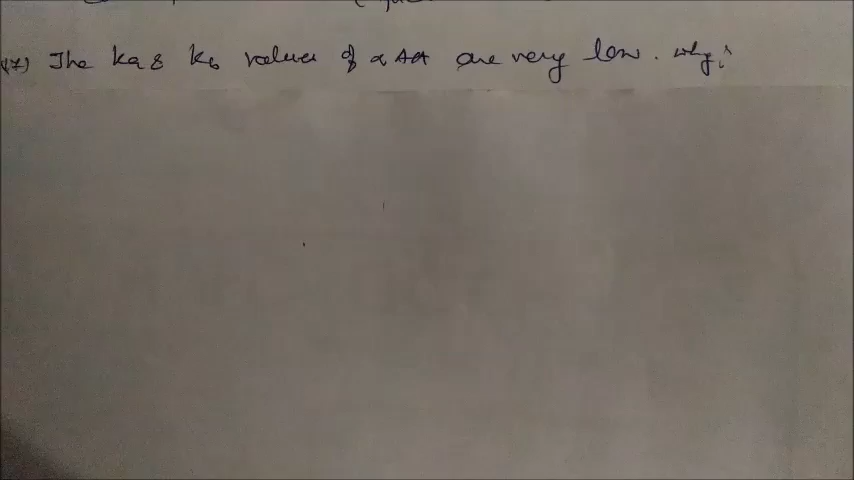 17) The Ka & Kb values of α AA are very low. why?